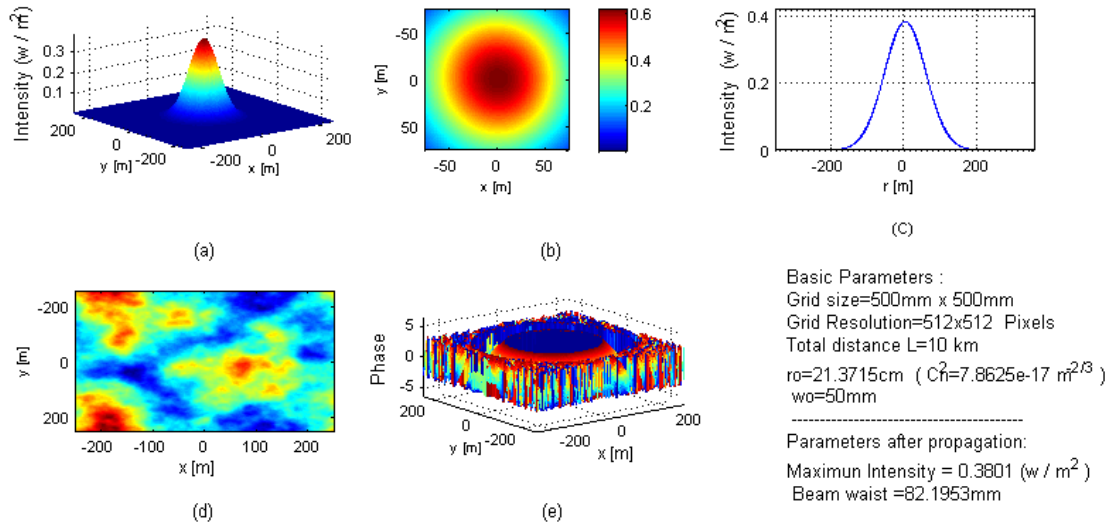 Intensity (w / m²)
0.3
0.2
0.1
200
0
-200
y [m]
-200
0
200
x [m]
(a)
y [m]
-50
0
50
-50
0
50
x [m]
0.6
0.4
0.2
(b)
Intensity (w / m²)
0.4
0.2
0
-200
0
200
r [m]
(C)
y [m]
-200
0
200
-200
-100
0
100
200
x [m]
(d)
Phase
5
0
-5
200
0
-200
y [m]
-200
0
200
x [m]
(e)
Basic Parameters :
Grid size=500mm x 500mm
Grid Resolution=512x512 Pixels
Total distance L=10 km
ro=21.3715cm ( Cn²=7.8625e-17 m^2/3 )
wo=50mm
------------------------------------
Parameters after propagation:
Maximun Intensity = 0.3801 (w / m² )
Beam waist =82.1953mm